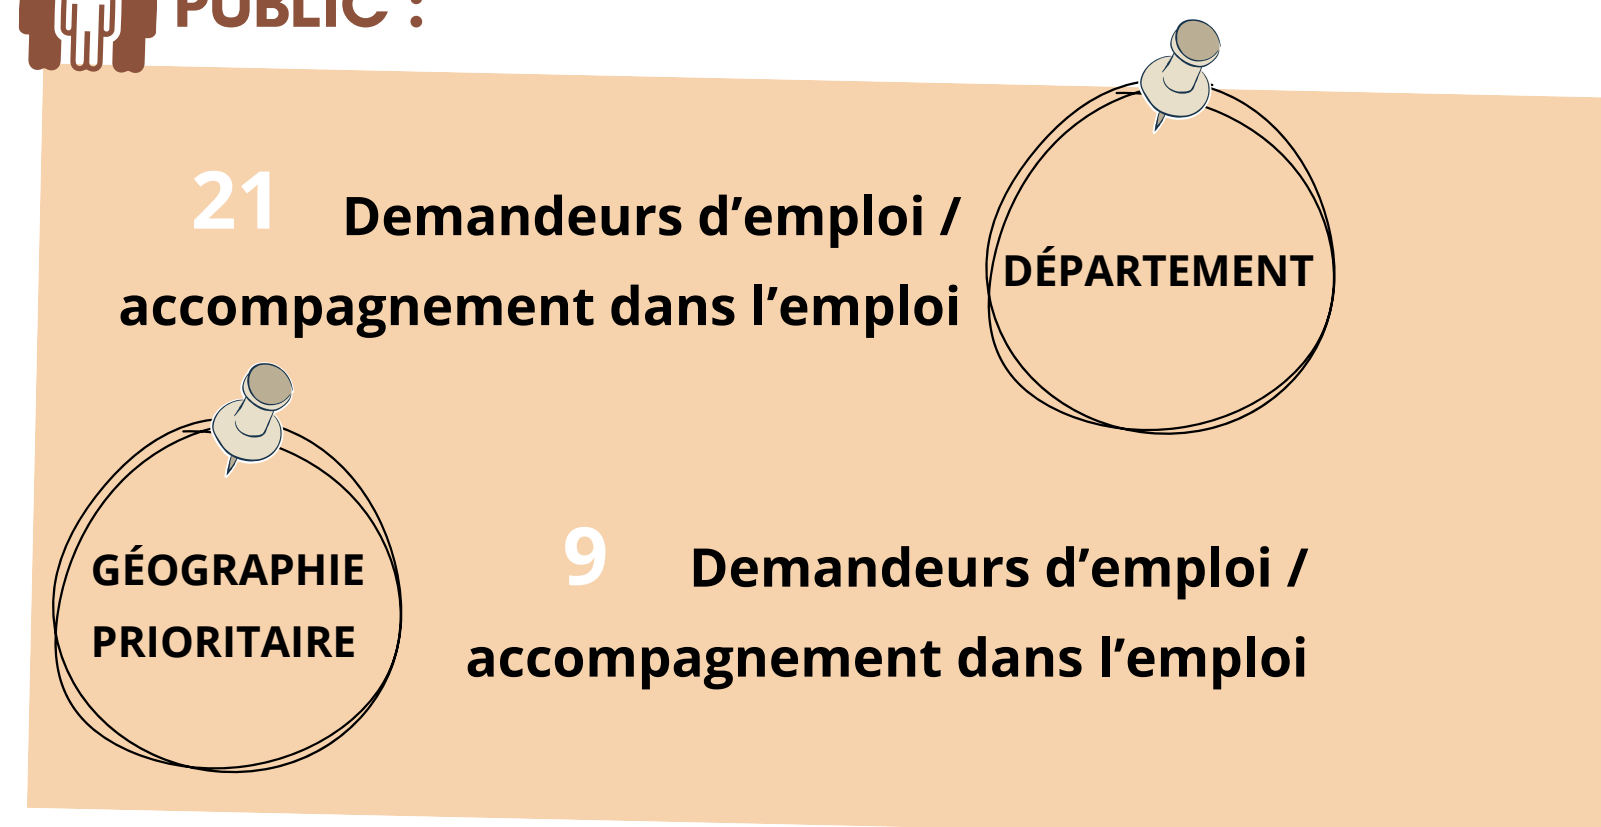 PUBLIC :
21 Demandeurs d’emploi /
accompagnement dans l’emploi
DÉPARTEMENT
GÉOGRAPHIE
PRIORITAIRE
9 Demandeurs d’emploi /
accompagnement dans l’emploi